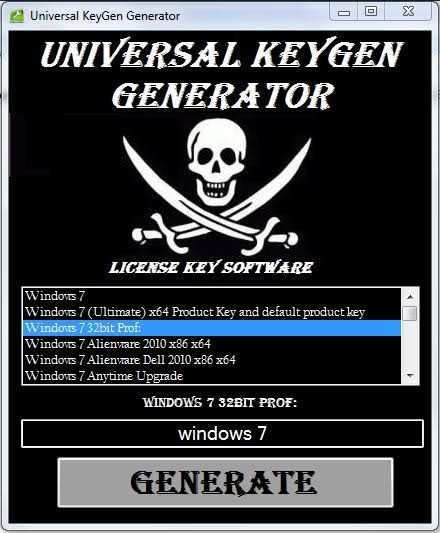 Universal KeyGen Generator
UNIVERSAL KEYGEN
GENERATOR
LICENSE KEY SOFTWARE
Windows 7
Windows 7 (Ultimate) x64 Product Key and default product key
Windows 7 32bit Prof:
Windows 7 Alienware 2010 x86 x64
Windows 7 Alienware Dell 2010 x86 x64
Windows 7 Anytime Upgrade
WINDOWS 7 32BIT PROF:
windows 7
GENERATE